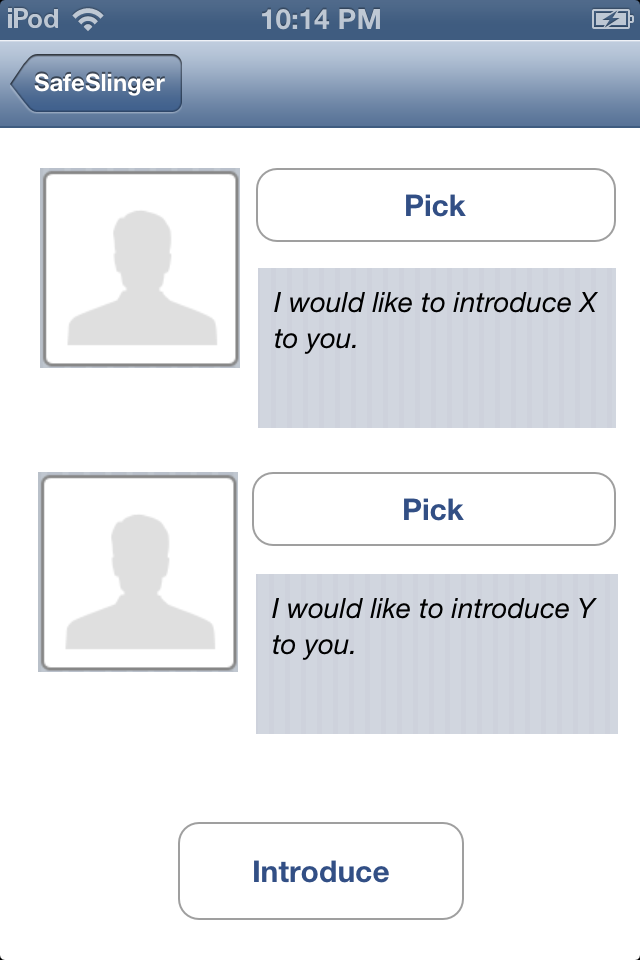 iPod 10:14 PM
SafeSlinger
Pick
I would like to introduce X
to you.
Pick
I would like to introduce Y
to you.
Introduce